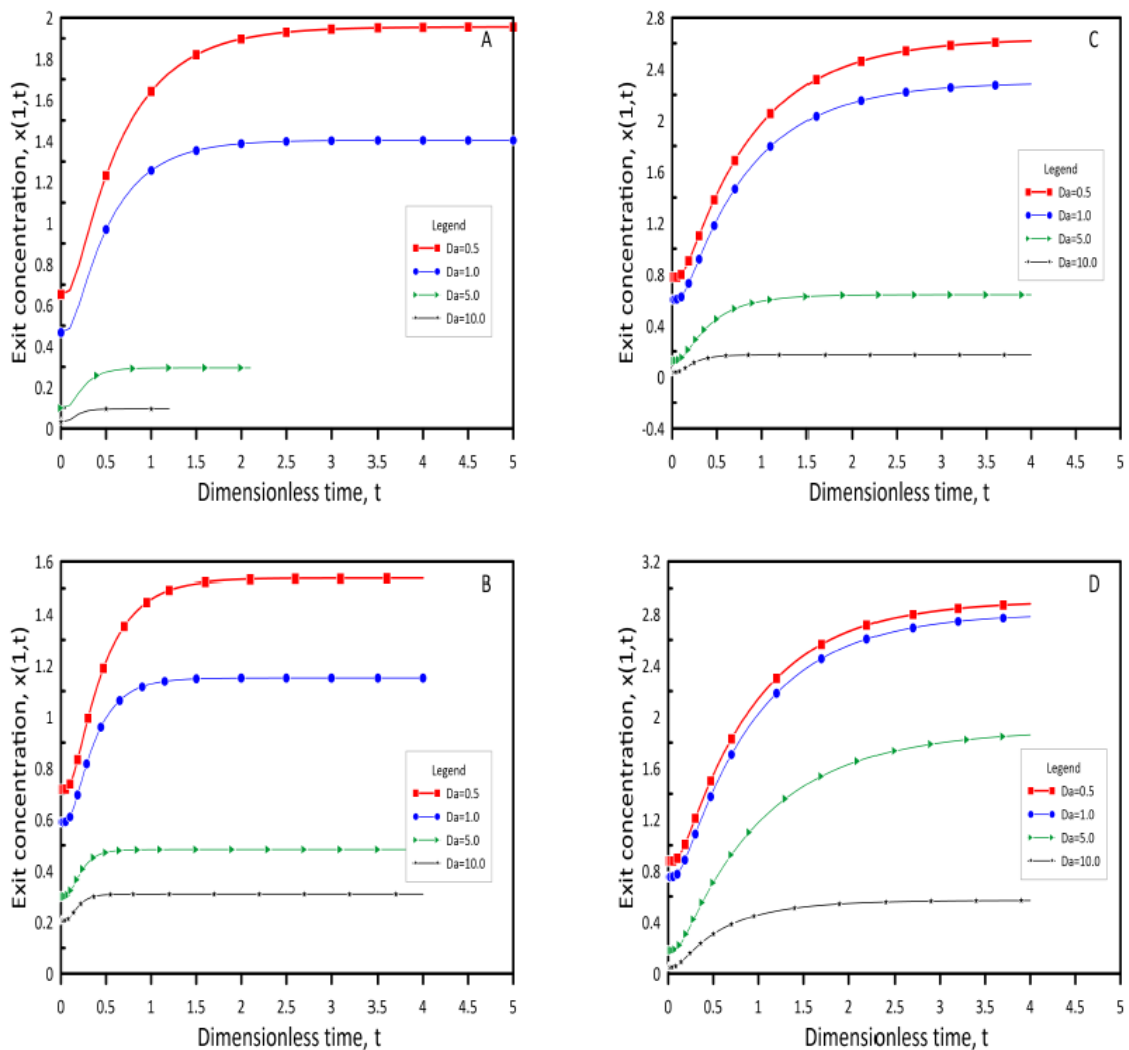 A
Exit concentration, x(1,t)
2
1.8
1.6
1.4
1.2
1
0.8
0.6
0.4
0.2
0
Legend
Da=0.5
Da=1.0
Da=5.0
Da=10.0
0 0.5 1 1.5 2 2.5 3 3.5 4 4.5 5
Dimensionless time, t
C
Exit concentration, x(1,t)
2.8
2.4
2
1.6
1.2
0.8
0.4
0
-0.4
Legend
Da=0.5
Da=1.0
Da=5.0
Da=10.0
0 0.5 1 1.5 2 2.5 3 3.5 4 4.5 5
Dimensionless time, t
B
Exit concentration, x(1,t)
1.6
1.4
1.2
1
0.8
0.6
0.4
0.2
0
Legend
Da=0.5
Da=1.0
Da=5.0
Da=10.0
0 0.5 1 1.5 2 2.5 3 3.5 4 4.5 5
Dimensionless time, t
D
Exit concentration, x(1,t)
3.2
2.8
2.4
2
1.6
1.2
0.8
0.4
0
Legend
Da=0.5
Da=1.0
Da=5.0
Da=10.0
0 0.5 1 1.5 2 2.5 3 3.5 4 4.5 5
Dimensionless time, t